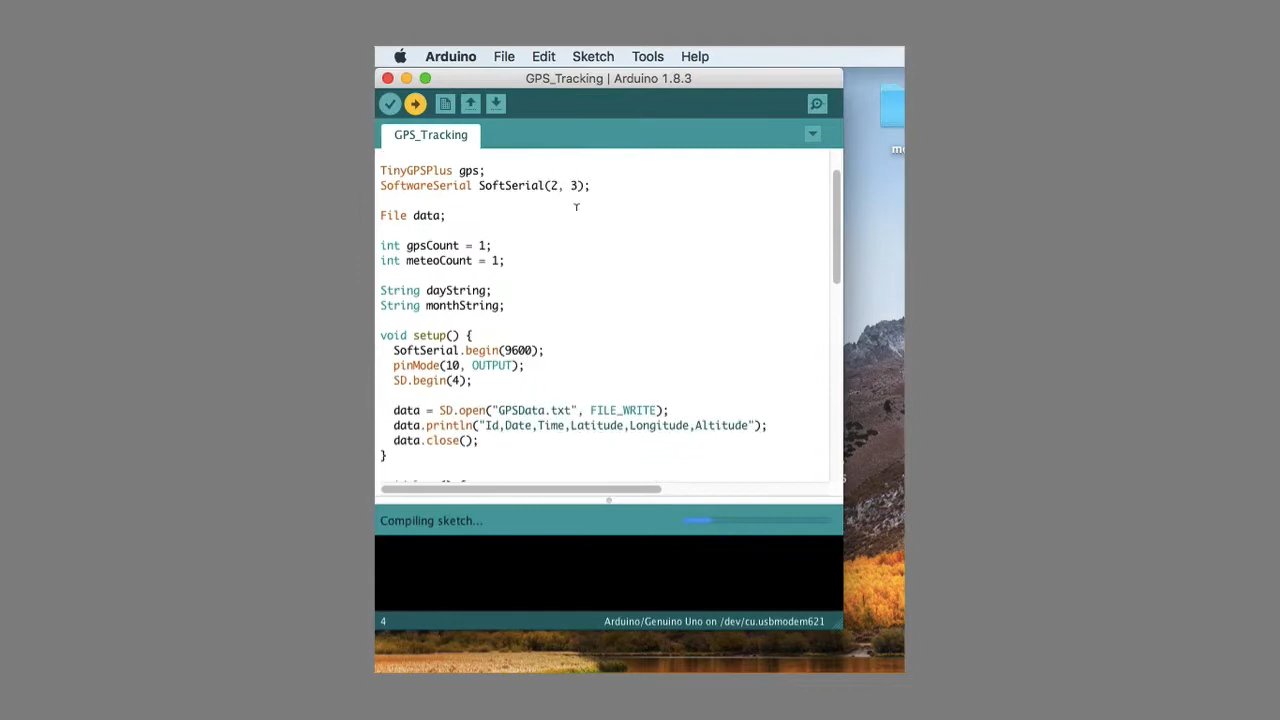 Arduino File Edit Sketch Tools Help
GPS_Tracking | Arduino 1.8.3
GPS_Tracking
TinyGPSPlus gps;
SoftwareSerial SoftSerial(2, 3);
File data;
int gpsCount = 1;
int meteoCount = 1;
String dayString;
String monthString;
void setup() {
SoftSerial.begin(9600);
pinMode(10, OUTPUT);
SD.begin(4);
data = SD.open("GPSData.txt", FILE_WRITE);
data.println("Id,Date,Time,Latitude,Longitude,Altitude");
data.close();
}
Compiling sketch...
4 Arduino/Genuino Uno on /dev/cu.usbmodem621